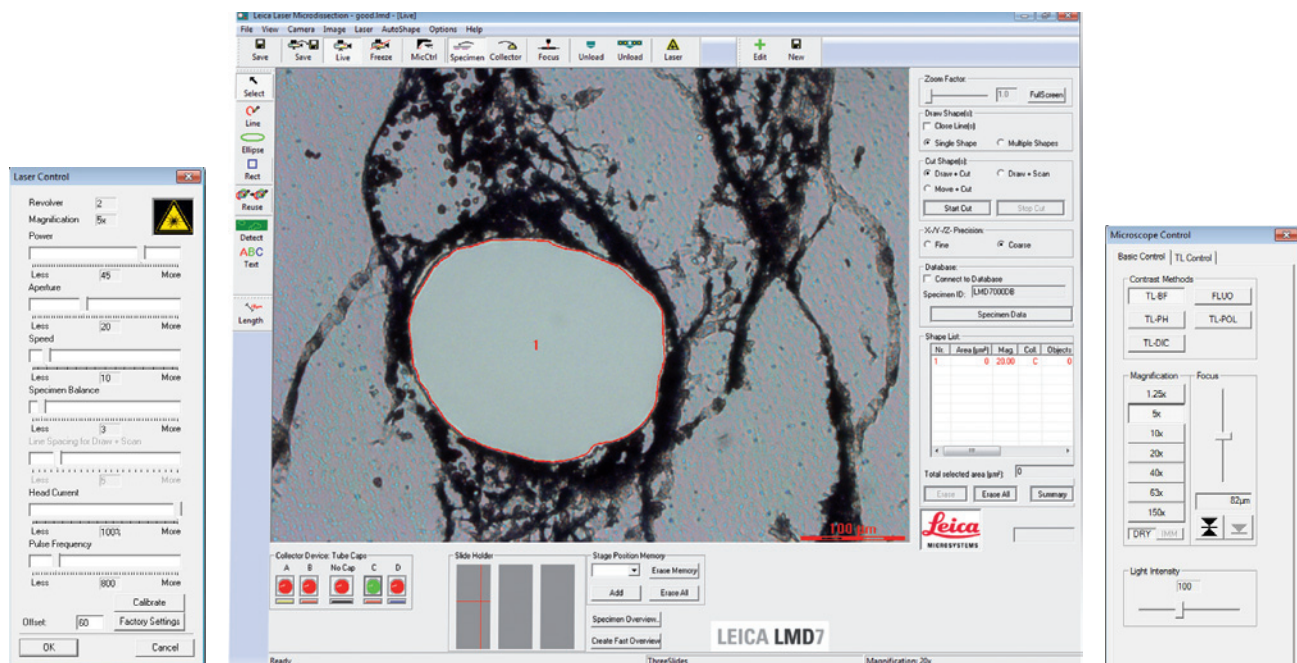 Laser Control
Revolver 2
Magnification 5x
Power
Less 45 More
Aperture
Less 20 More
Speed
Less 10 More
Specimen Balance
Less 3 More
Line Spacing for Draw + Scan
Less 5 More
Head Current
Less 100% More
Pulse Frequency
Less 800 More
Calibrate
Offset: 60 Factory Settings
OK Cancel
Leica Laser Microdissection - good.lmd - [Live]
File View Camera Image Laser AutoShape Options Help
Save Save Live Freeze MicCtrl Specimen Collector Focus Unload Unload Laser Edit New
Select
Line
Ellipse
Rect
Reuse
Detect
ABC
Text
Length
1
100 µm
Zoom Factor
1.0 FullScreen
Draw Shape(s):
Close Line(s)
Single Shape Multiple Shapes
Cut Shape(s):
Draw + Cut Draw + Scan
Move + Cut
Start Cut Stop Cut
X-/Y-/Z- Precision:
Fine Coarse
Database:
Connect to Database
Specimen ID: LMD7000DB
Specimen Data
Shape List:
Nr. Area [µm²] Mag. Coll. Objects
1 0 20.00 C 0
Total selected area [µm²]: 0
Erase Erase All Summary
Leica
MICROSYSTEMS
Collector Device: Tube Caps
A B No Cap C D
Slide Holder
Stage Position Memory
Erase Memory
Add Erase All
Specimen Overview..
Create Fast Overview
LEICA LMD7
Ready ThreeSlides Magnification: 20x
Microscope Control
Basic Control TL Control
Contrast Methods
TL-BF FLUO
TL-PH TL-POL
TL-DIC
Magnification Focus
1.25x
5x
10x
20x
40x
63x
150x
82µm
DRY IMM
Light Intensity
100